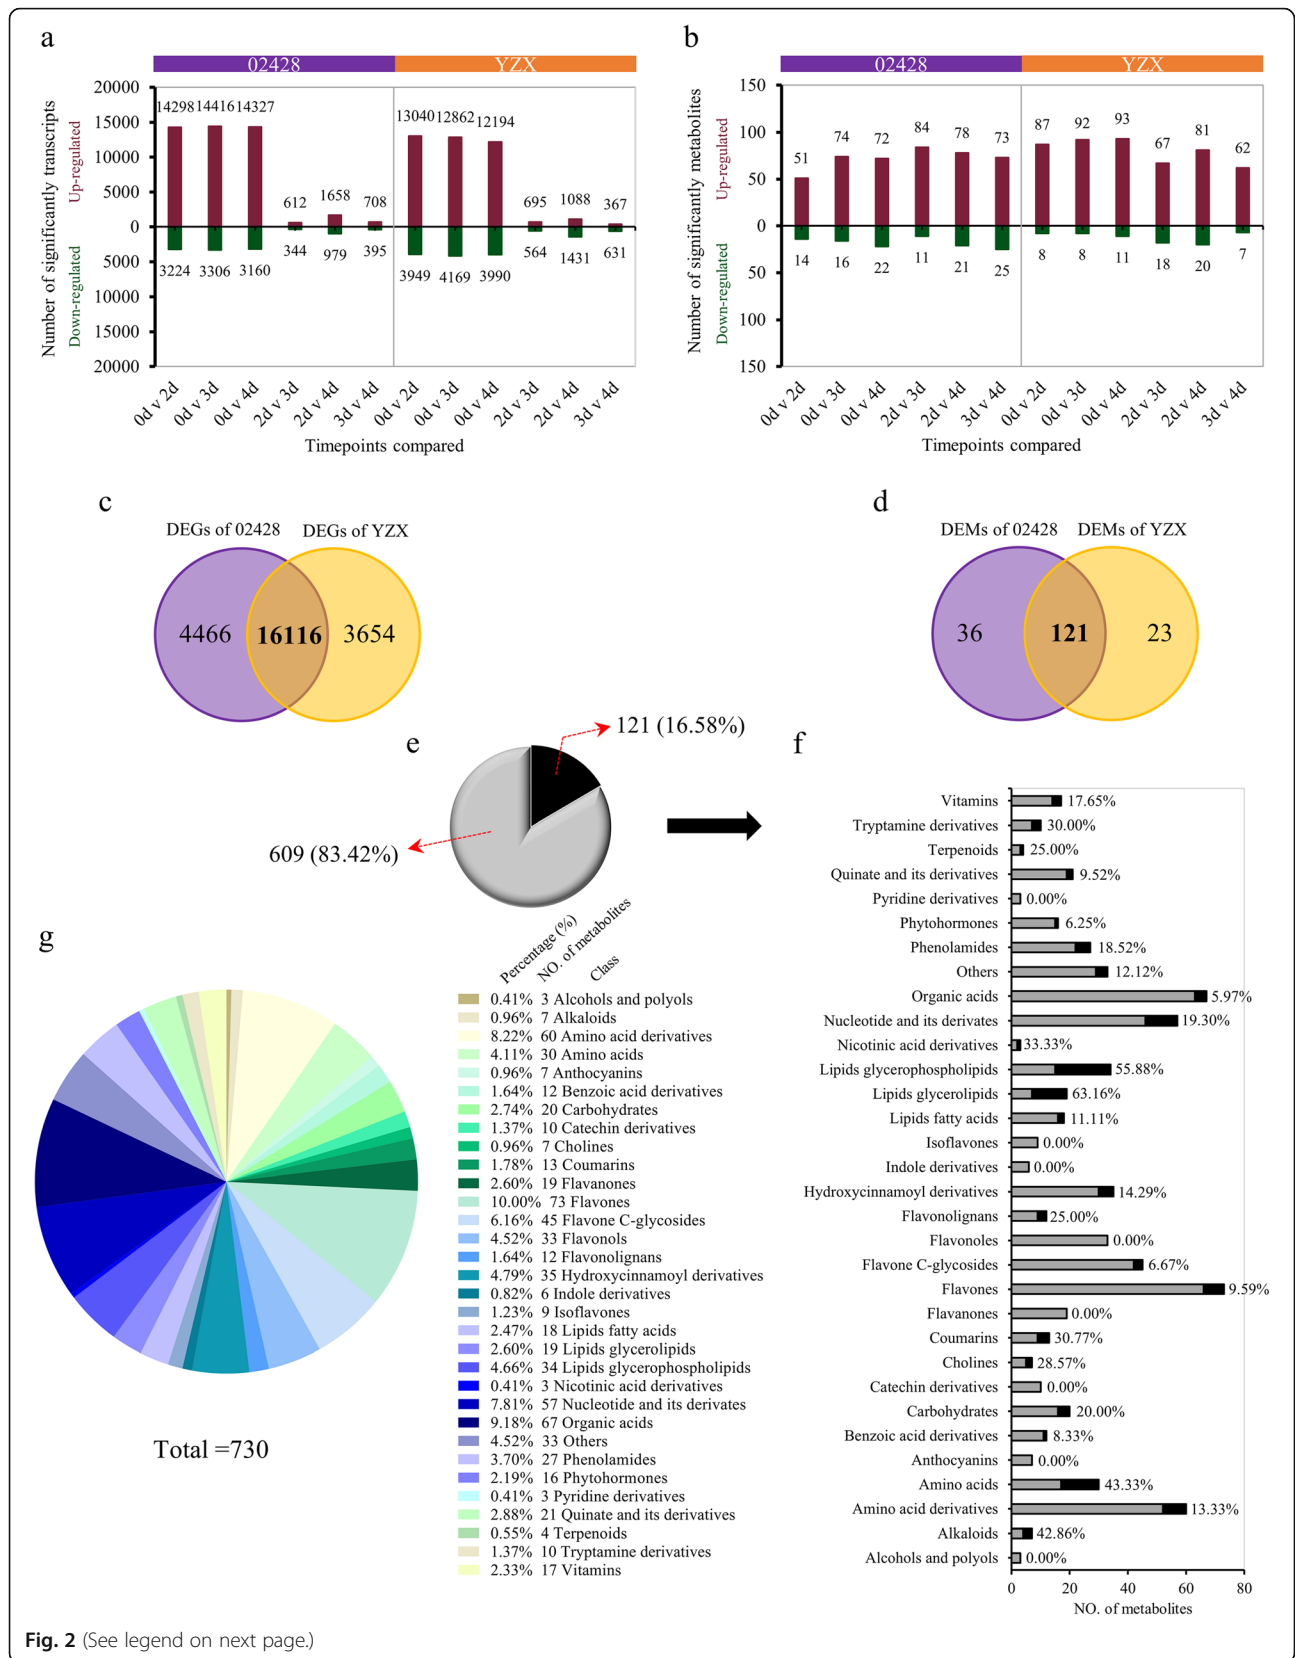 a
02428
YZX
Number of significantly transcripts
Up-regulated
Down-regulated
20000
15000
10000
5000
0
5000
10000
15000
20000
14298 14416 14327
612 1658 708
13040 12862 12194
695 1088 367
3224 3306 3160
344 979 395
3949 4169 3990
564 1431 631
0d v 2d
0d v 3d
0d v 4d
2d v 3d
2d v 4d
3d v 4d
0d v 2d
0d v 3d
0d v 4d
2d v 3d
2d v 4d
3d v 4d
Timepoints compared
b
02428
YZX
Number of significantly metabolites
Up-regulated
Down-regulated
150
100
50
0
50
100
150
51 74 72 84 78 73
87 92 93 67 81 62
14 16 22 11 21 25
8 8 11 18 20 7
0d v 2d
0d v 3d
0d v 4d
2d v 3d
2d v 4d
3d v 4d
0d v 2d
0d v 3d
0d v 4d
2d v 3d
2d v 4d
3d v 4d
Timepoints compared
c
DEGs of 02428 DEGs of YZX
4466 16116 3654
d
DEMs of 02428 DEMs of YZX
36 121 23
e
121 (16.58%)
609 (83.42%)
f
Vitamins 17.65%
Tryptamine derivatives 30.00%
Terpenoids 25.00%
Quinate and its derivatives 9.52%
Pyridine derivatives 0.00%
Phytohormones 6.25%
Phenolamides 18.52%
Others 12.12%
Organic acids 5.97%
Nucleotide and its derivates 19.30%
Nicotinic acid derivatives 33.33%
Lipids glycerophospholipids 55.88%
Lipids glycerolipids 63.16%
Lipids fatty acids 11.11%
Isoflavones 0.00%
Indole derivatives 0.00%
Hydroxycinnamoyl derivatives 14.29%
Flavonolignans 25.00%
Flavonoles 0.00%
Flavone C-glycosides 6.67%
Flavones 9.59%
Flavanones 0.00%
Coumarins 30.77%
Cholines 28.57%
Catechin derivatives 0.00%
Carbohydrates 20.00%
Benzoic acid derivatives 8.33%
Anthocyanins 0.00%
Amino acids 43.33%
Amino acid derivatives 13.33%
Alkaloids 42.86%
Alcohols and polyols 0.00%
0 20 40 60 80
NO. of metabolites
g
Total =730
Percentage (%)
NO. of metabolites
Class
0.41% 3 Alcohols and polyols
0.96% 7 Alkaloids
8.22% 60 Amino acid derivatives
4.11% 30 Amino acids
0.96% 7 Anthocyanins
1.64% 12 Benzoic acid derivatives
2.74% 20 Carbohydrates
1.37% 10 Catechin derivatives
0.96% 7 Cholines
1.78% 13 Coumarins
2.60% 19 Flavanones
10.00% 73 Flavones
6.16% 45 Flavone C-glycosides
4.52% 33 Flavonols
1.64% 12 Flavonolignans
4.79% 35 Hydroxycinnamoyl derivatives
0.82% 6 Indole derivatives
1.23% 9 Isoflavones
2.47% 18 Lipids fatty acids
2.60% 19 Lipids glycerolipids
4.66% 34 Lipids glycerophospholipids
0.41% 3 Nicotinic acid derivatives
7.81% 57 Nucleotide and its derivates
9.18% 67 Organic acids
4.52% 33 Others
3.70% 27 Phenolamides
2.19% 16 Phytohormones
0.41% 3 Pyridine derivatives
2.88% 21 Quinate and its derivatives
0.55% 4 Terpenoids
1.37% 10 Tryptamine derivatives
2.33% 17 Vitamins
Fig. 2 (See legend on next page.)